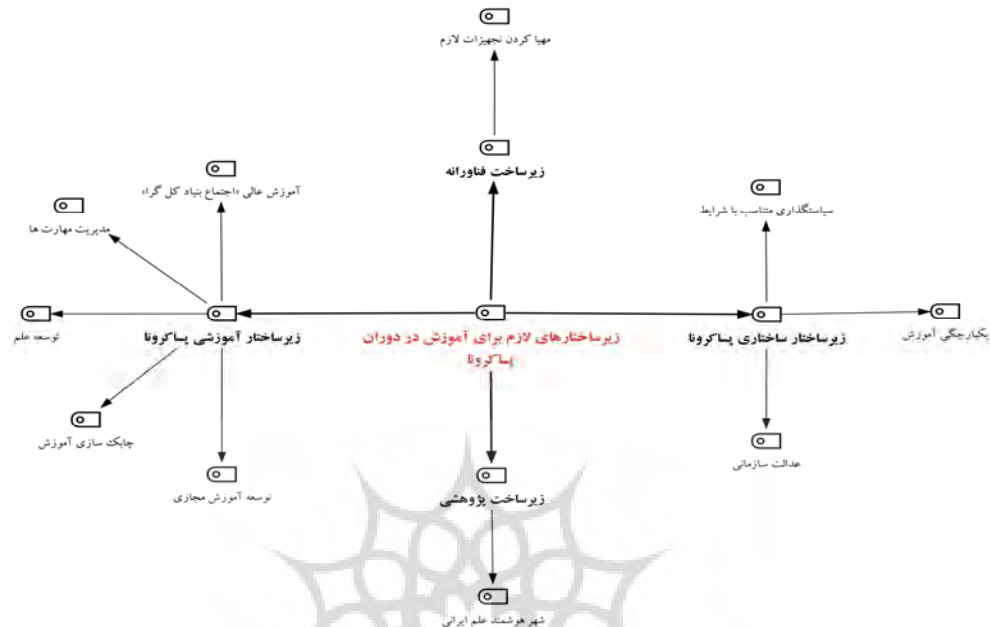 مهیا کردن تجهیزات لازم
زیرساخت فناورانه
آموزش عالی «اجتماع بنیاد کل گرا»
سیاستگذاری متناسب با شرایط
مدیریت مهارت ها
توسعه علم
زیرساختار آموزشی پساکرونا
زیرساختارهای لازم برای آموزش در دوران
پساکرونا
زیرساختار ساختاری پساکرونا
یکپارچگی آموزش
چابک سازی آموزش
عدالت سازمانی
توسعه آموزش مجازی
زیرساخت پژوهشی
شهر هوشمند علم ایرانی